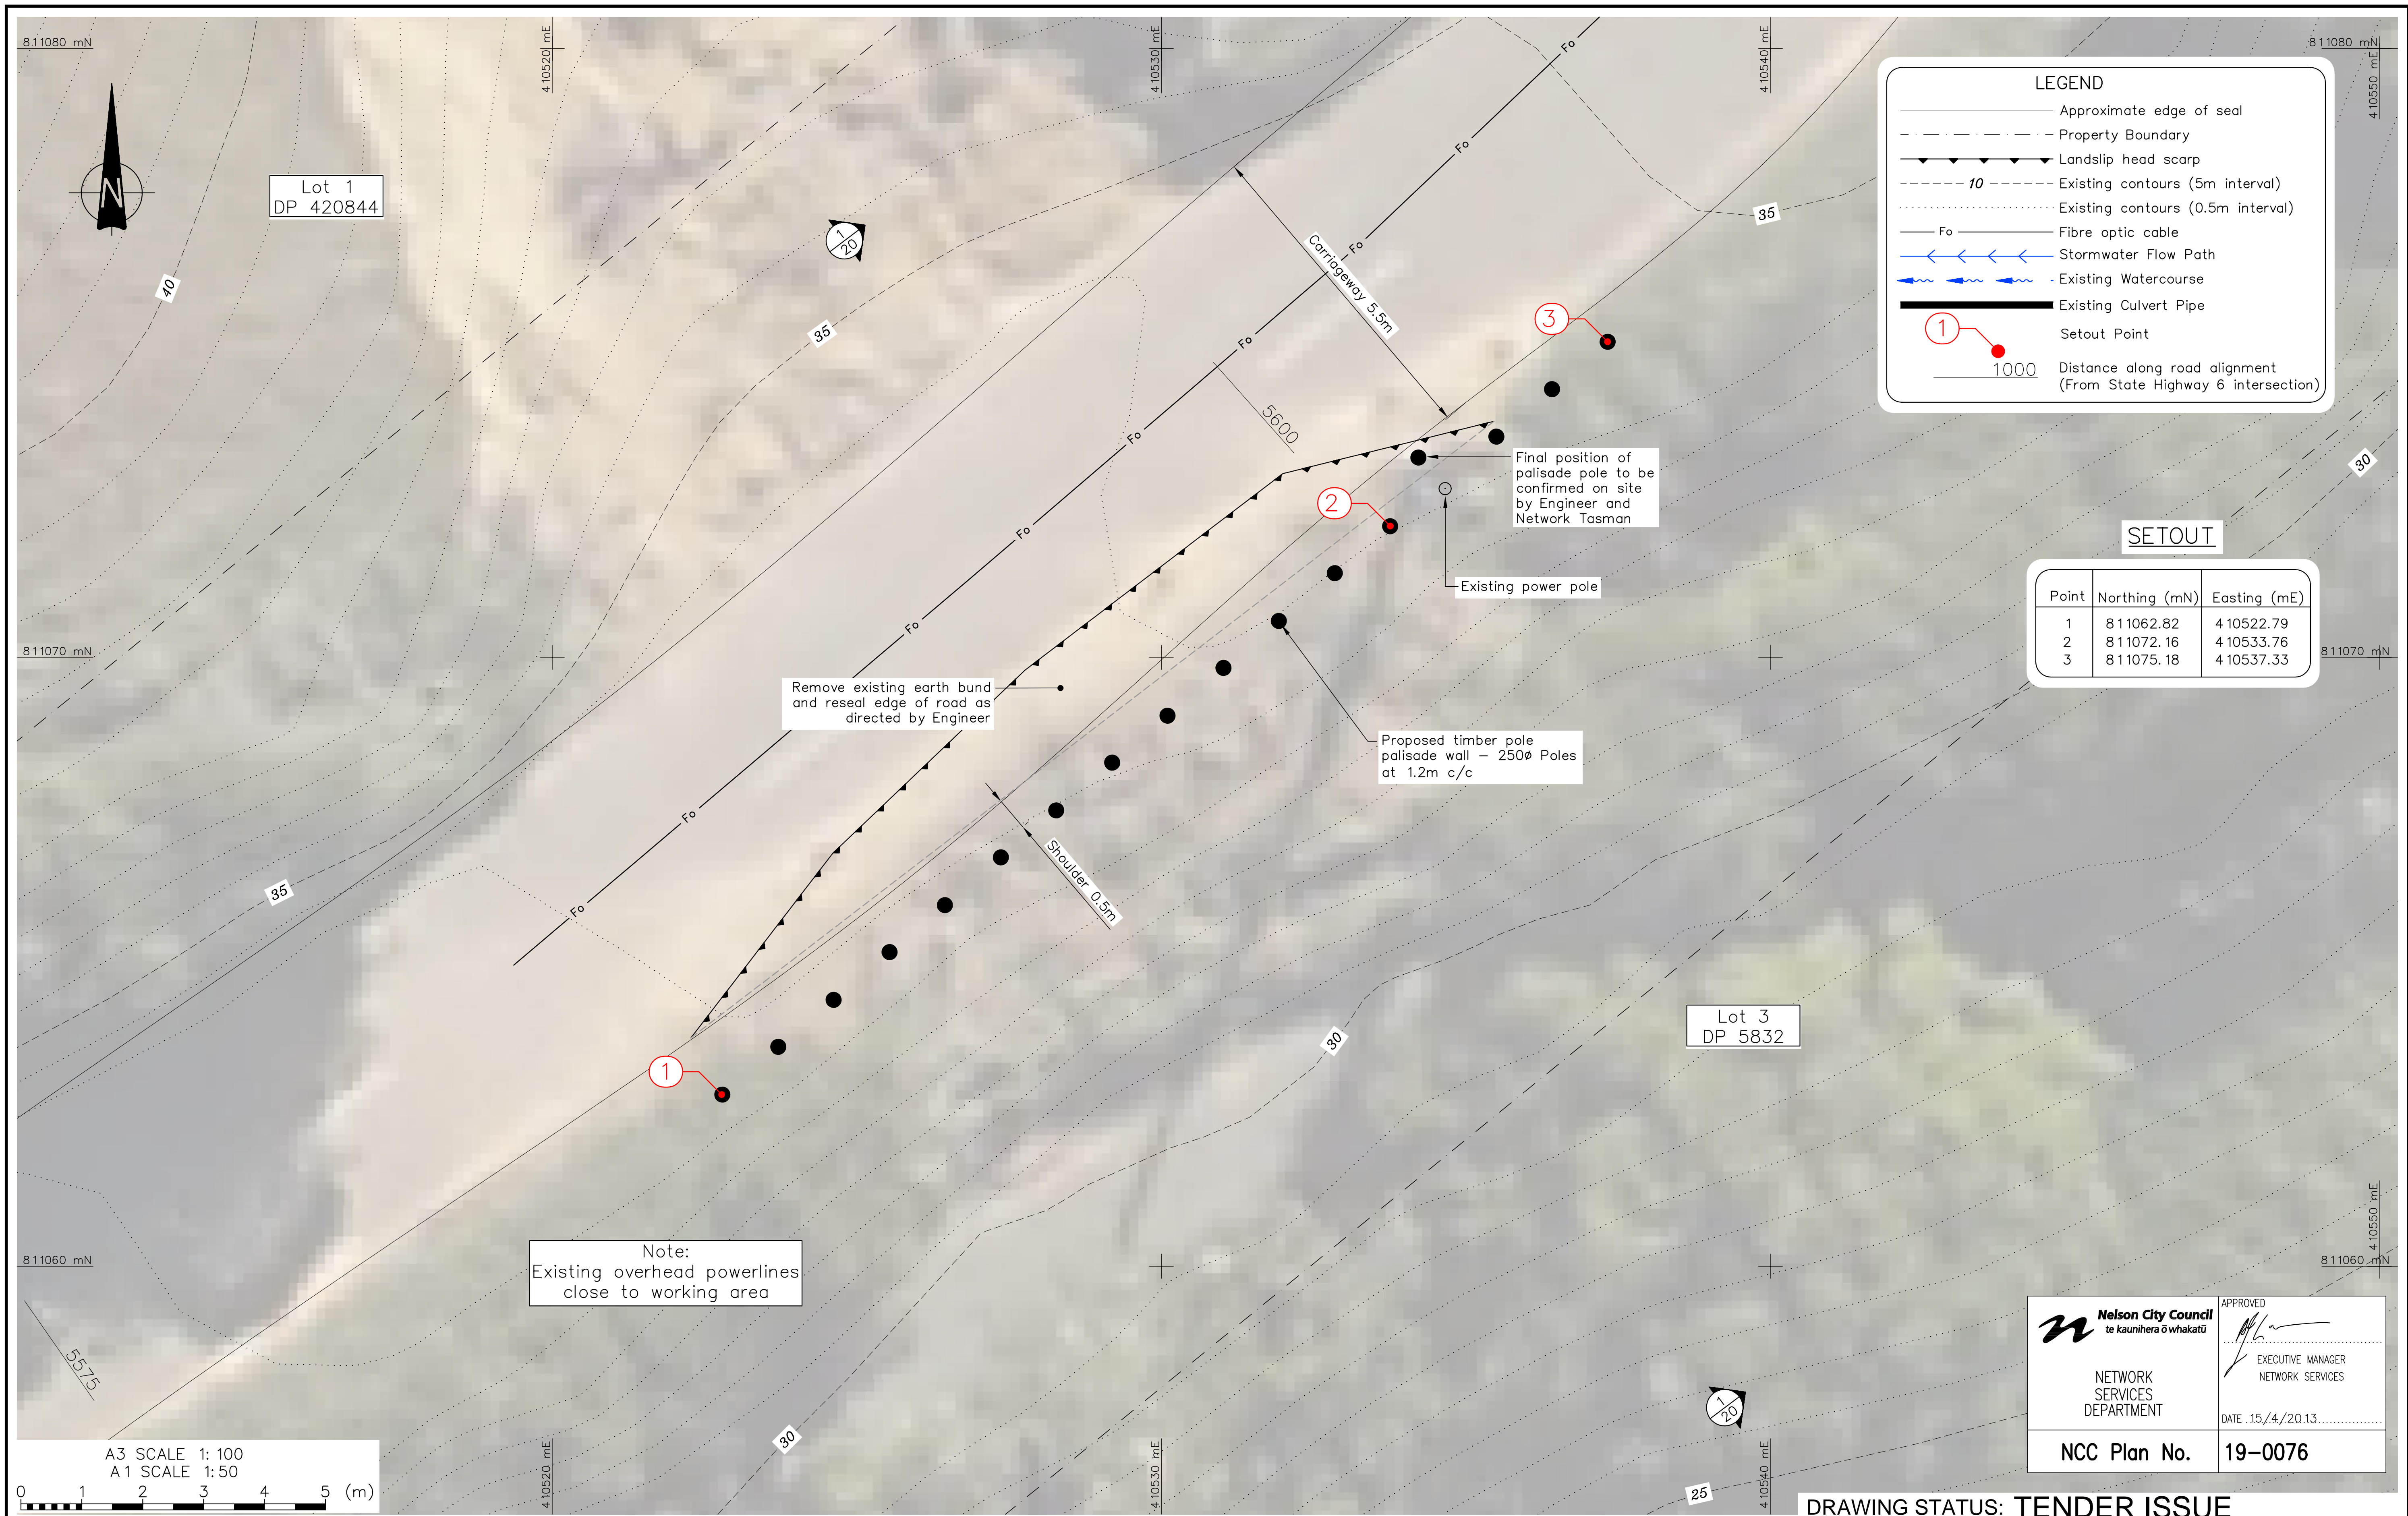 811080 mN
410520 mE
410530 mE
410540 mE
811080 mN
410550 mE
N
Lot 1
DP 420844
40
35
1
20
Fo
Fo
Fo
Fo
Fo
Fo
Fo
Fo
Fo
Carriageway 5.5m
35
5600
3
2
Final position of
palisade pole to be
confirmed on site
by Engineer and
Network Tasman
Existing power pole
LEGEND
Approximate edge of seal
Property Boundary
Landslip head scarp
10
Existing contours (5m interval)
Existing contours (0.5m interval)
Fo
Fibre optic cable
Stormwater Flow Path
Existing Watercourse
Existing Culvert Pipe
1
Setout Point
1000
Distance along road alignment
(From State Highway 6 intersection)
30
SETOUT
Point Northing (mN) Easting (mE)
1 811062.82 410522.79
2 811072.16 410533.76
3 811075.18 410537.33
811070 mN
811070 mN
Remove existing earth bund
and reseal edge of road as
directed by Engineer
Proposed timber pole
palisade wall – 250ø Poles
at 1.2m c/c
Shoulder 0.5m
35
1
30
Lot 3
DP 5832
811060 mN
Note:
Existing overhead powerlines
close to working area
410550 mE
811060 mN
5575
30
1
20
25
410520 mE
410530 mE
410540 mE
A3 SCALE 1:100
A1 SCALE 1:50
0 1 2 3 4 5 (m)
Nelson City Council
te kaunihera ō whakatū
NETWORK
SERVICES
DEPARTMENT
APPROVED
EXECUTIVE MANAGER
NETWORK SERVICES
DATE 15/4/2013
NCC Plan No. 19-0076
DRAWING STATUS: TENDER ISSUE